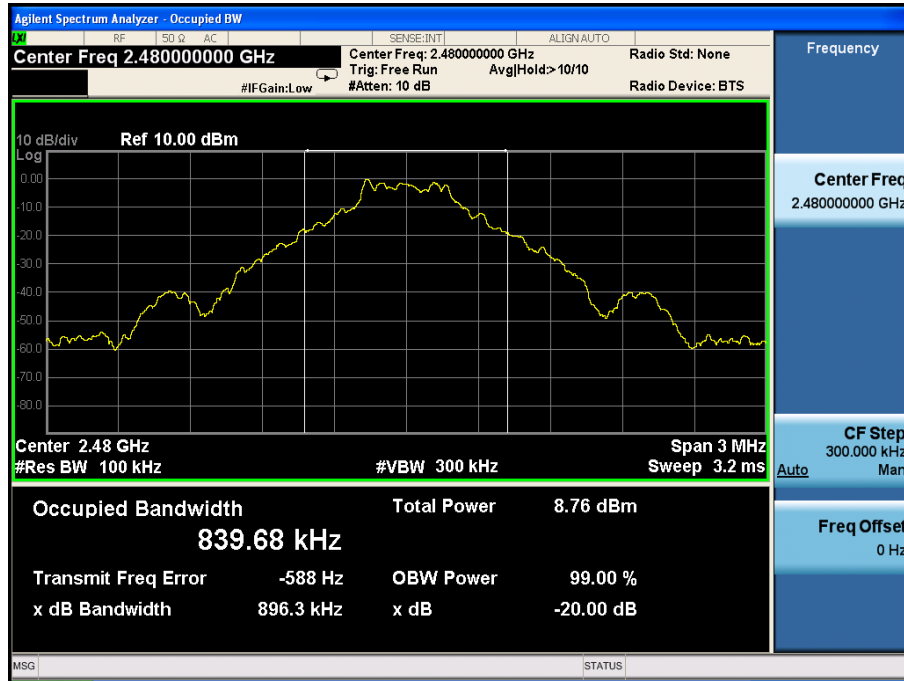 Agilent Spectrum Analyzer - Occupied BW
LXI RF 50 Ω AC SENSE:INT ALIGN AUTO
Center Freq 2.480000000 GHz
Center Freq: 2.480000000 GHz Radio Std: None
Trig: Free Run Avg|Hold:> 10/10
#IFGain:Low #Atten: 10 dB Radio Device: BTS
10 dB/div Ref 10.00 dBm
Log
0.00
-10.0
-20.0
-30.0
-40.0
-50.0
-60.0
-70.0
-80.0
Center 2.48 GHz Span 3 MHz
#Res BW 100 kHz #VBW 300 kHz Sweep 3.2 ms
Occupied Bandwidth Total Power 8.76 dBm
839.68 kHz
Transmit Freq Error -588 Hz OBW Power 99.00 %
x dB Bandwidth 896.3 kHz x dB -20.00 dB
MSG STATUS
Frequency
Center Freq
2.480000000 GHz
CF Step
300.000 kHz
Auto Man
Freq Offset
0 Hz